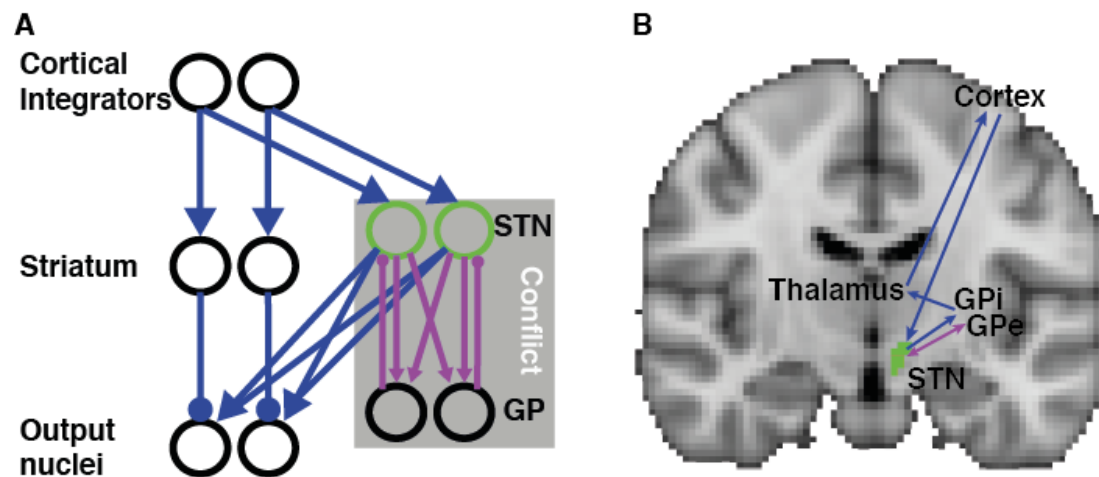 A
Cortical
Integrators
STN
Striatum
Conflict
GP
Output
nuclei
B
Cortex
Thalamus
GPi
GPe
STN